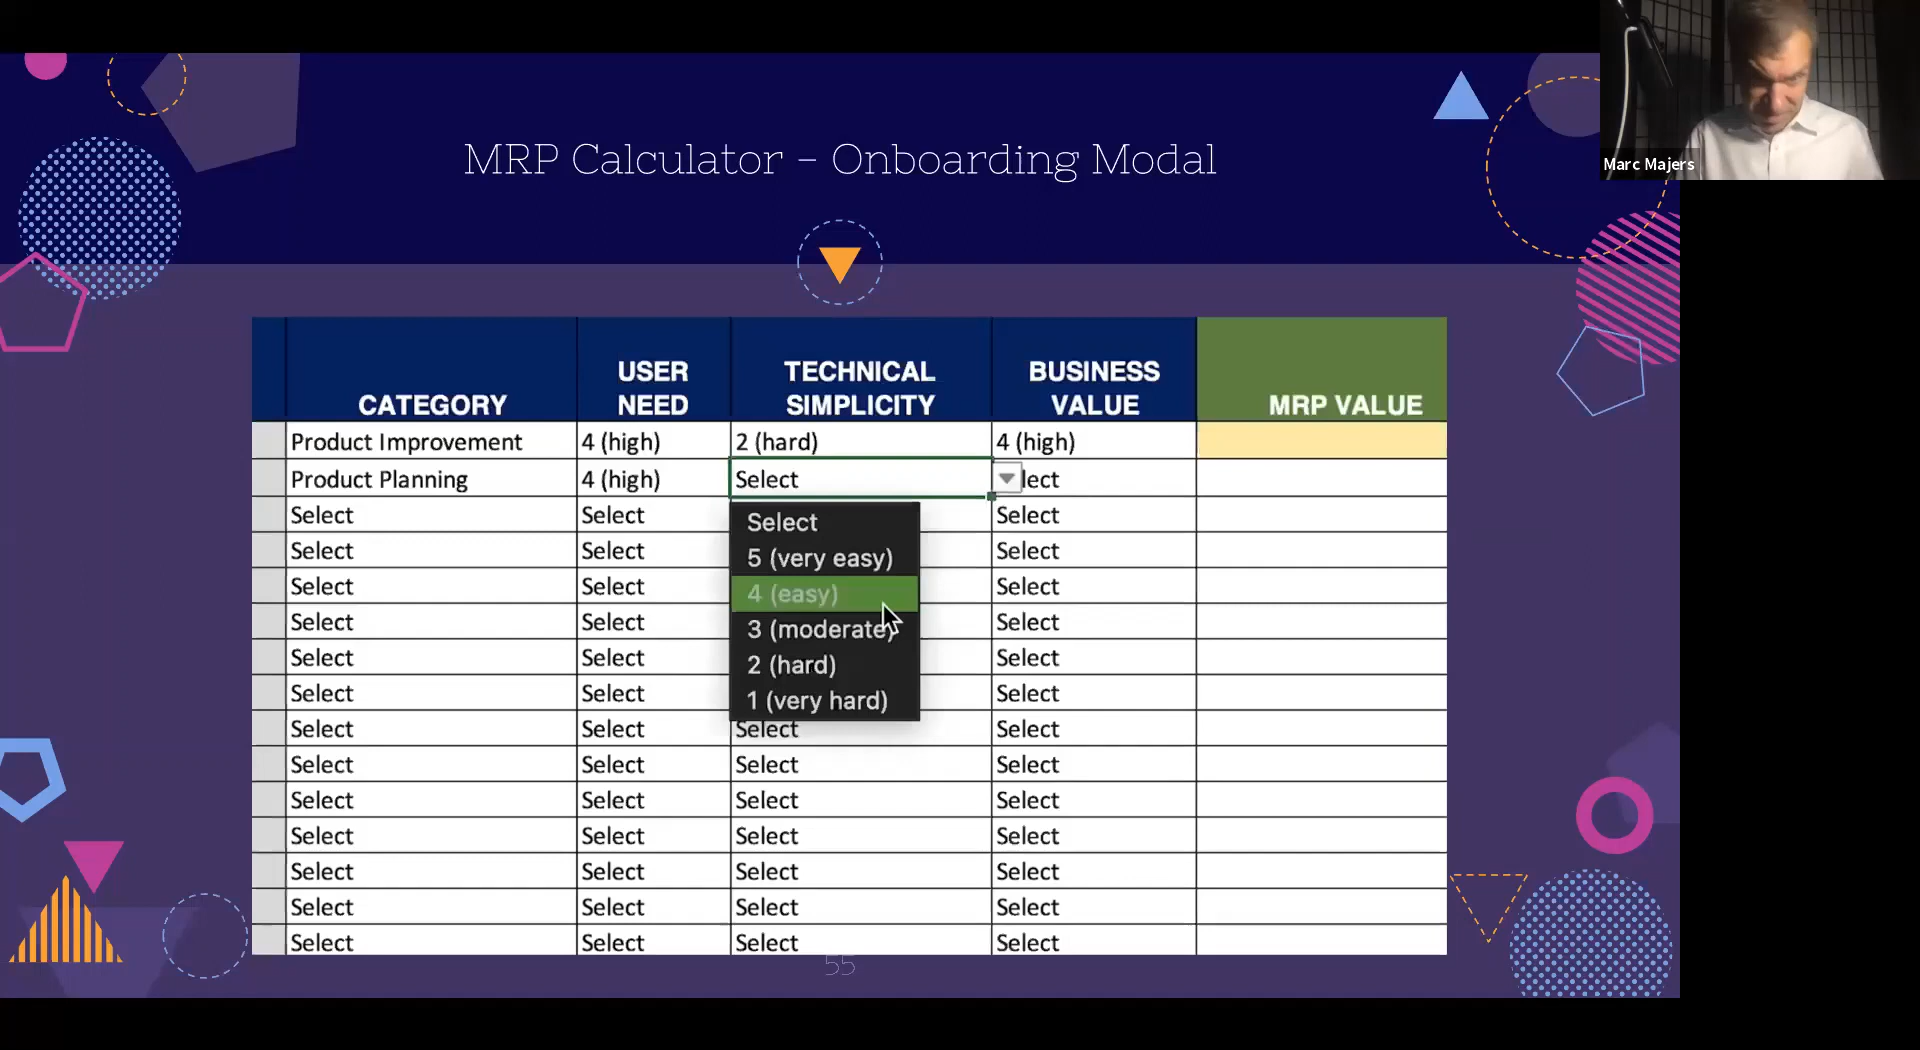 Marc Majers
MRP Calculator – Onboarding Modal
CATEGORY USER NEED TECHNICAL SIMPLICITY BUSINESS VALUE MRP VALUE
Product Improvement 4 (high) 2 (hard) 4 (high)
Product Planning 4 (high) Select lect
Select Select Select
Select Select Select
Select Select Select
Select Select Select
Select Select Select
Select Select Select
Select
5 (very easy)
4 (easy)
3 (moderate)
2 (hard)
1 (very hard)
Select Select Select Select
Select Select Select Select
Select Select Select Select
Select Select Select Select
Select Select Select Select
Select Select Select Select
Select Select Select Select
55